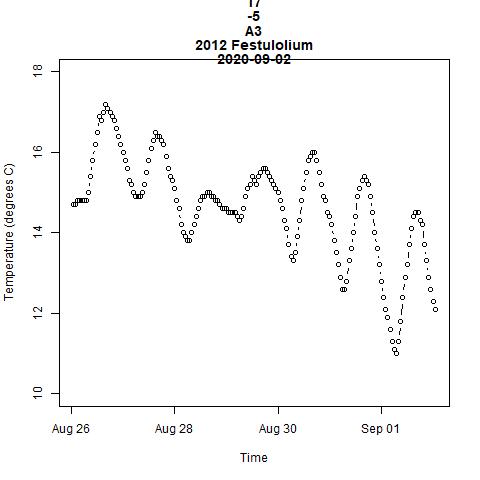 17
-5
A3
2012 Festulolium
2020-09-02
Temperature (degrees C)
18
16
14
12
10
Aug 26
Aug 28
Aug 30
Sep 01
Time